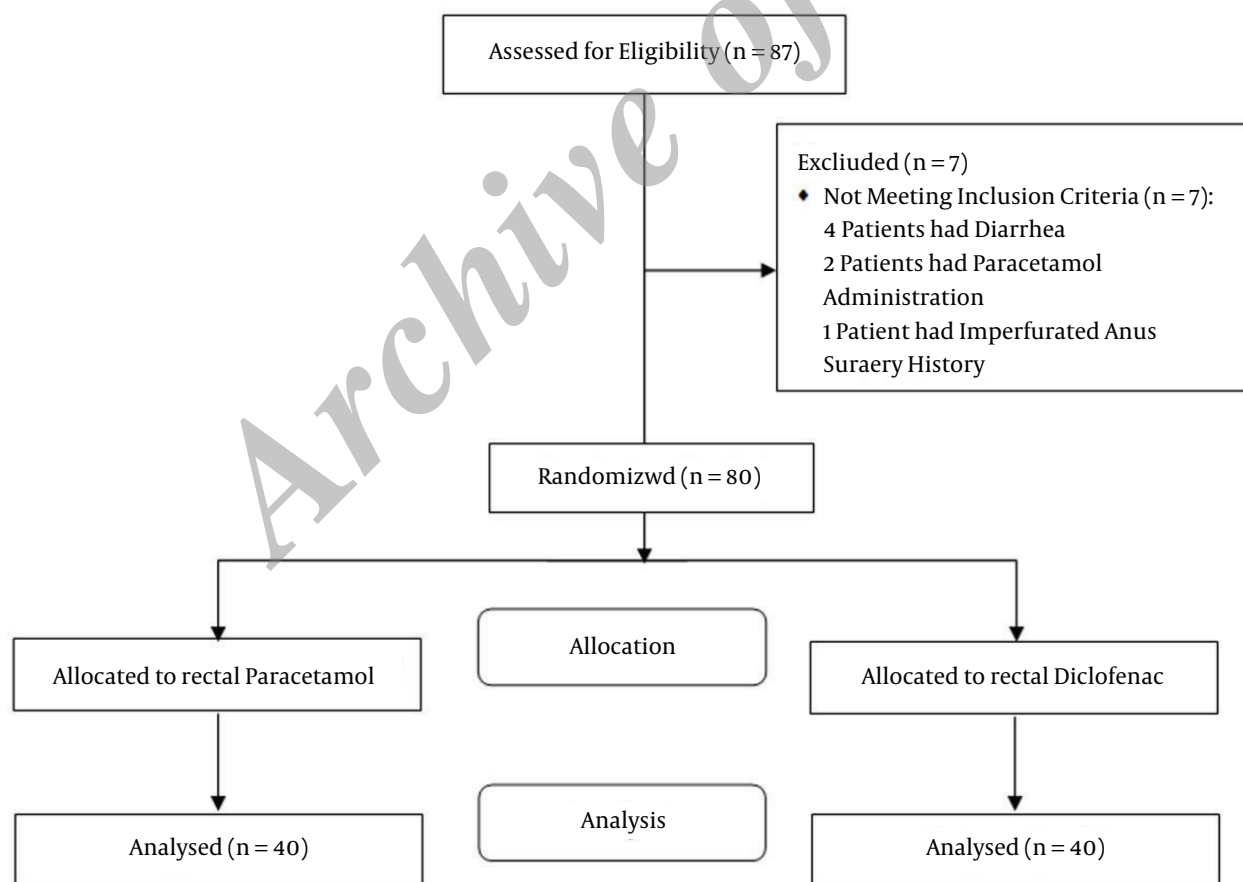 Assessed for Eligibility (n = 87)
Excliuded (n = 7)
♦ Not Meeting Inclusion Criteria (n = 7):
4 Patients had Diarrhea
2 Patients had Paracetamol
Administration
1 Patient had Imperfurated Anus
Suraery History
Randomizwd (n = 80)
Allocation
Allocated to rectal Paracetamol
Allocated to rectal Diclofenac
Analysis
Analysed (n = 40)
Analysed (n = 40)
Archive of